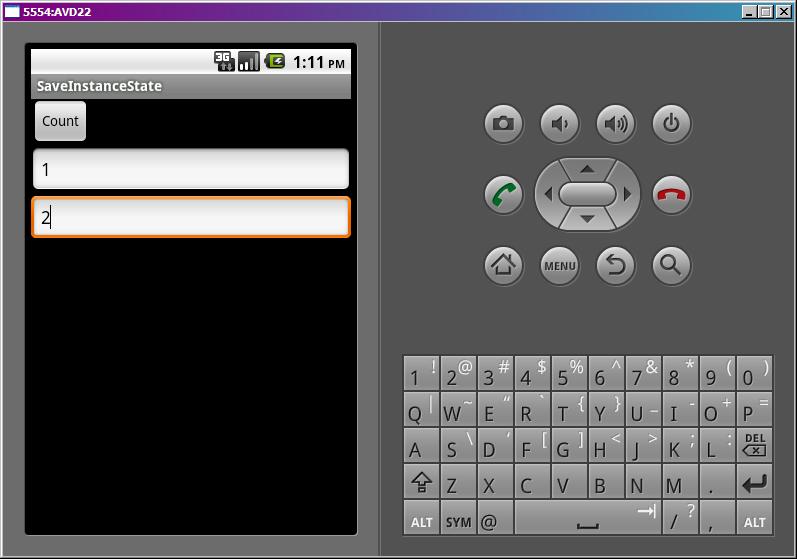 5554:AVD22
3G 1:11 PM
SaveInstanceState
Count
1
2
MENU
1 ! 2 @ 3 # 4 $ 5 % 6 ^ 7 & 8 * 9 ( 0 )
Q | W ~ E “ R ` T { Y } U _ I - O + P =
A S \ D ‘ F [ G ] H < J > K ; L : DEL
Z X C V B N M .
ALT SYM @ / ? , ALT